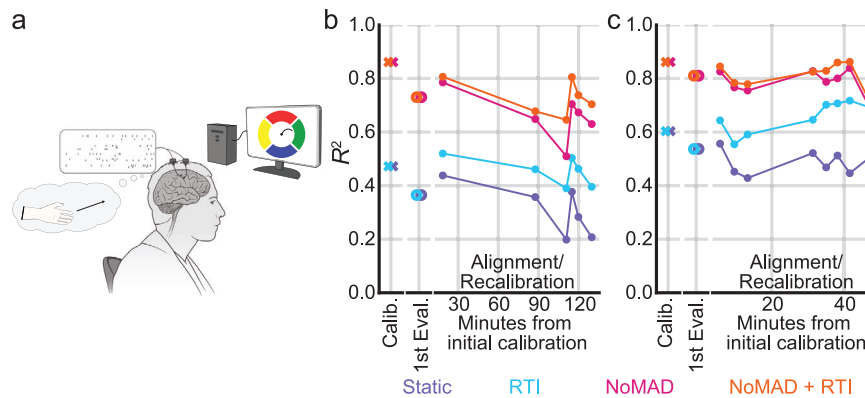 a
b
c
1.0
0.8
0.6
0.4
0.2
0.0
R²
Alignment/
Recalibration
Calib.
1st Eval.
30
60
90
120
Minutes from
initial calibration
1.0
0.8
0.6
0.4
0.2
0.0
Alignment/
Recalibration
Calib.
1st Eval.
20
40
Minutes from
initial calibration
Static
RTI
NoMAD
NoMAD + RTI